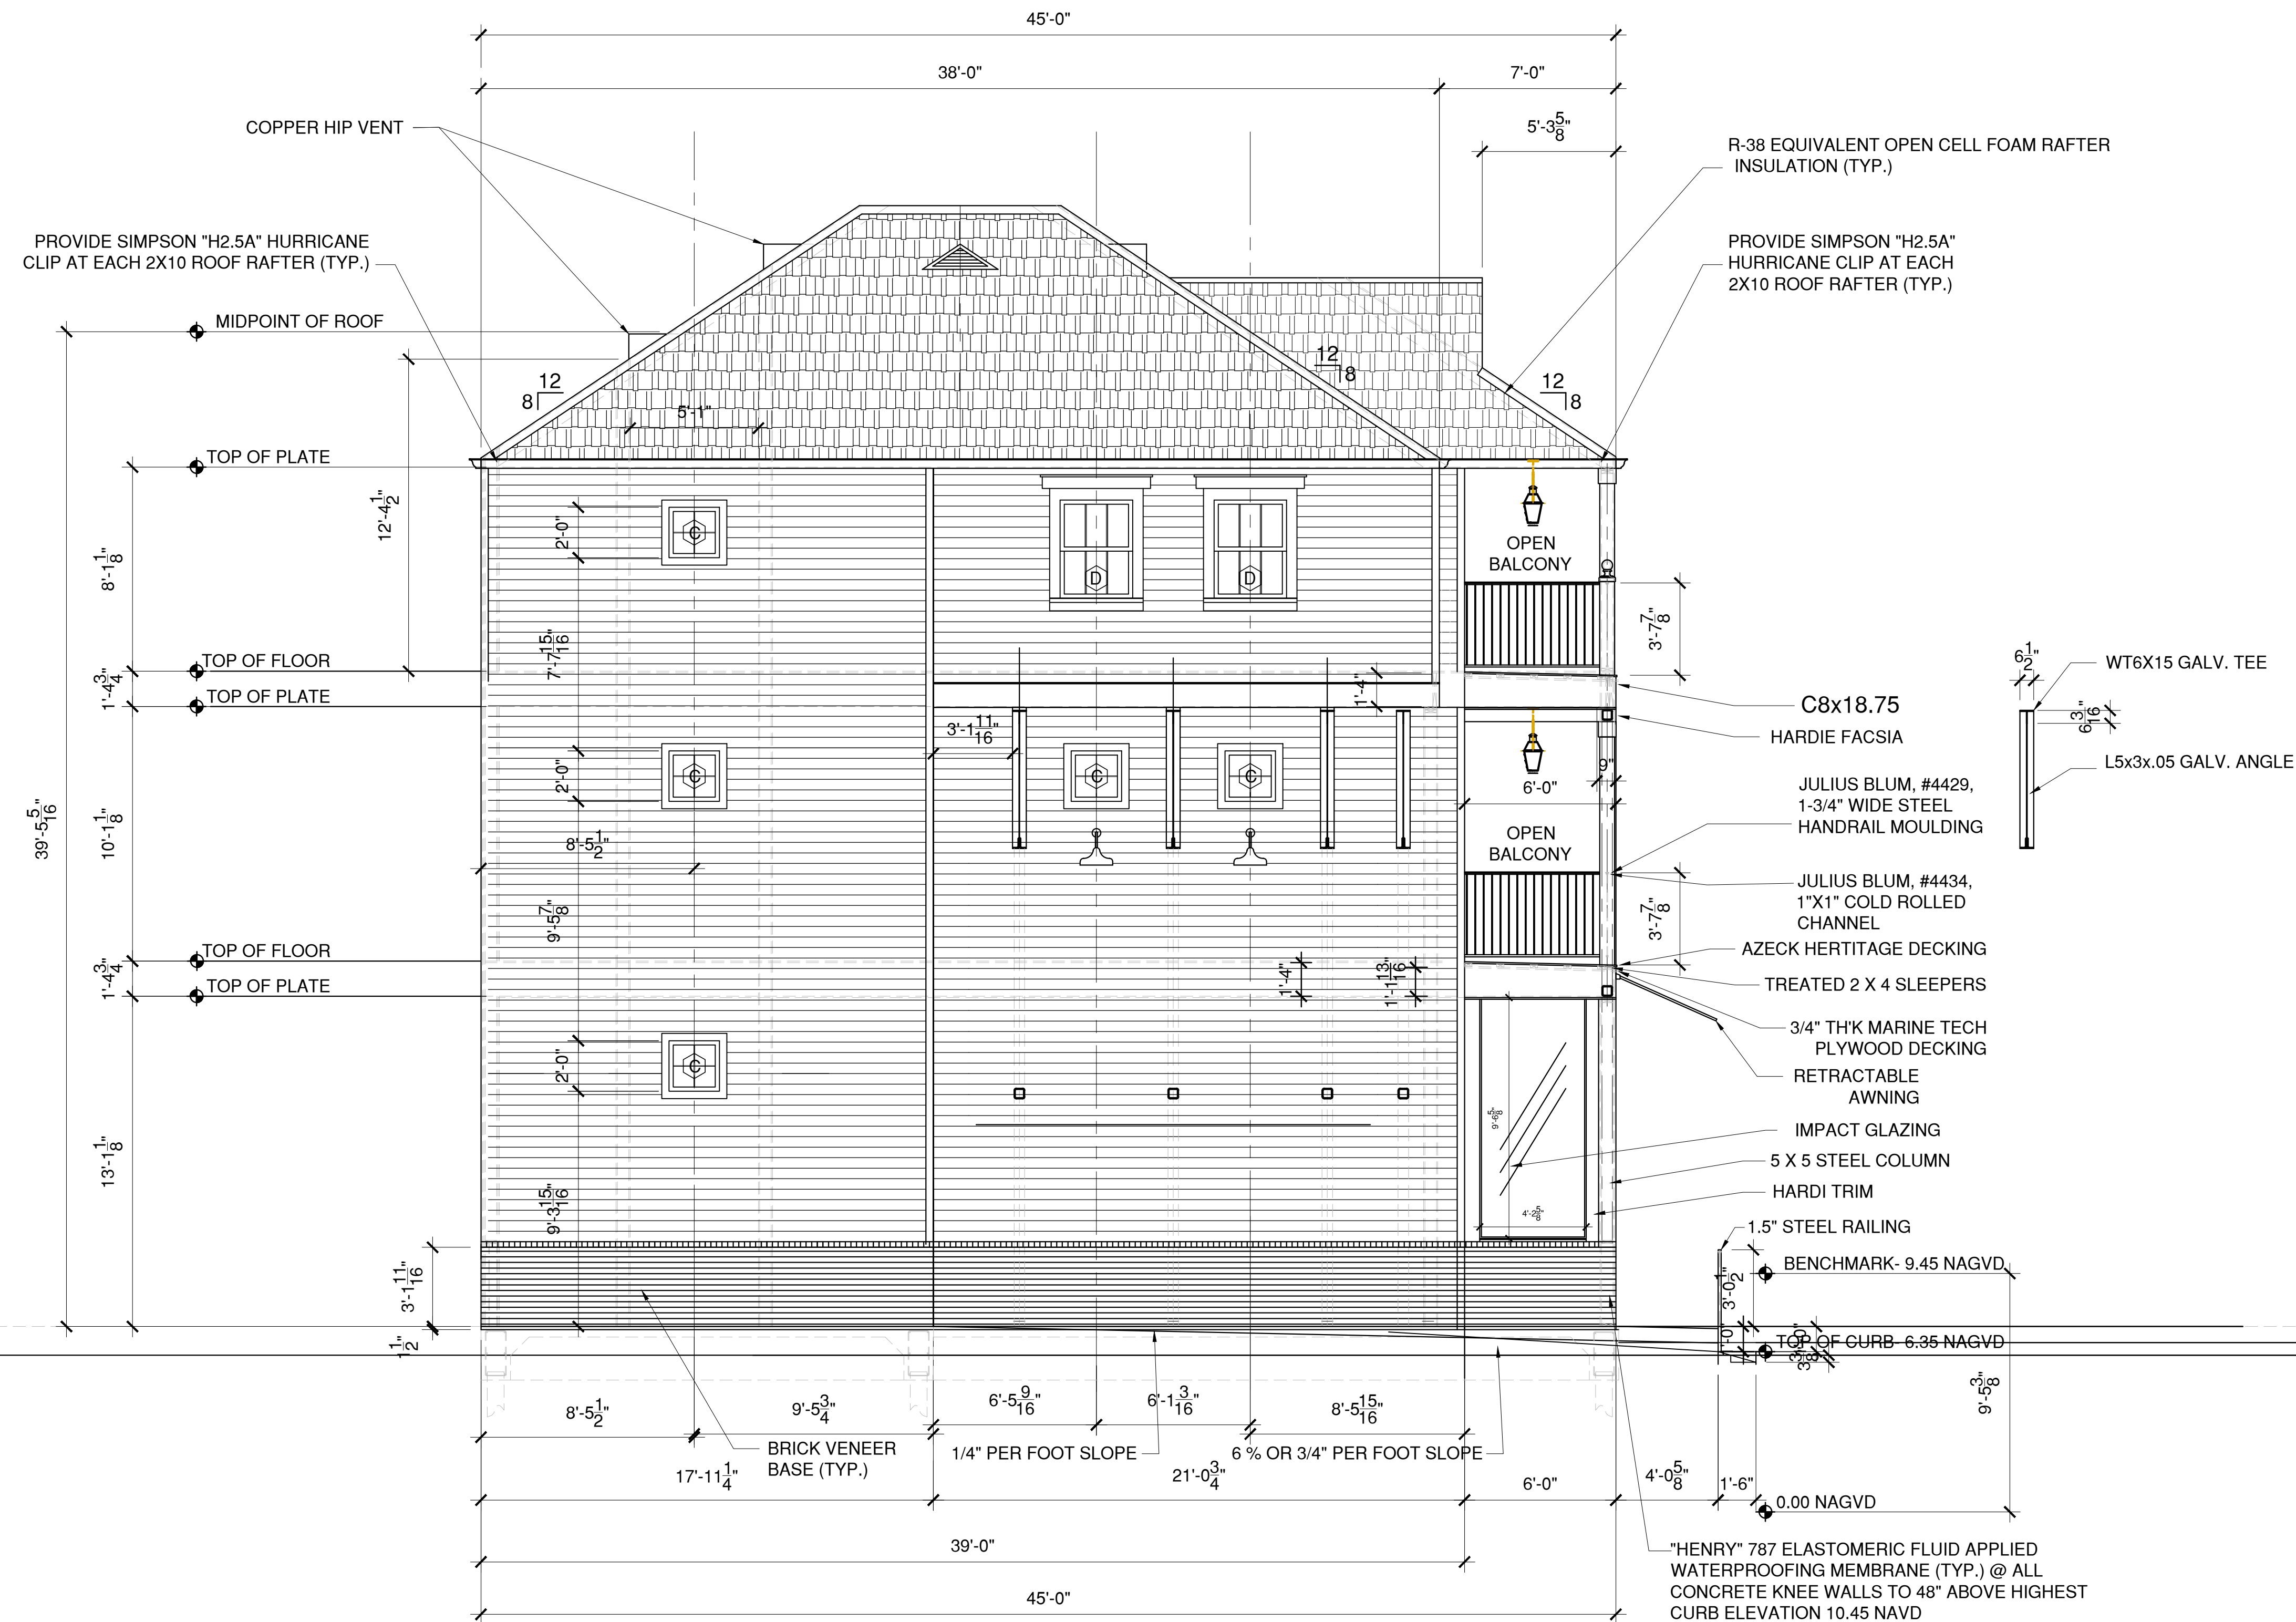 45'-0"
38'-0"
7'-0"
5'-3 5/8"
COPPER HIP VENT
R-38 EQUIVALENT OPEN CELL FOAM RAFTER
INSULATION (TYP.)
PROVIDE SIMPSON "H2.5A" HURRICANE
CLIP AT EACH 2X10 ROOF RAFTER (TYP.)
PROVIDE SIMPSON "H2.5A"
HURRICANE CLIP AT EACH
2X10 ROOF RAFTER (TYP.)
MIDPOINT OF ROOF
12
8
12
8
12
8
5'-1"
TOP OF PLATE
12'-4 1/2"
8'-1 1/8"
2'-0"
C
D
D
OPEN
BALCONY
3'-7 7/8"
7'-7 15/16"
TOP OF FLOOR
1'-4 3/4"
TOP OF PLATE
1'-4"
3'-1 11/16"
6 1/2"
WT6X15 GALV. TEE
6 3/16"
L5x3x.05 GALV. ANGLE
C8x18.75
HARDIE FACSIA
2'-0"
C
C
C
9"
6'-0"
JULIUS BLUM, #4429,
1-3/4" WIDE STEEL
HANDRAIL MOULDING
39'-5 5/16"
10'-1 1/8"
8'-5 1/2"
OPEN
BALCONY
JULIUS BLUM, #4434,
1"X1" COLD ROLLED
CHANNEL
9'-5 7/8"
3'-7 7/8"
TOP OF FLOOR
1'-4 3/4"
TOP OF PLATE
1'-4"
1'-1 13/16"
AZECK HERTITAGE DECKING
TREATED 2 X 4 SLEEPERS
3/4" TH'K MARINE TECH
PLYWOOD DECKING
RETRACTABLE
AWNING
2'-0"
C
13'-1 1/8"
9'-6 5/8"
IMPACT GLAZING
5 X 5 STEEL COLUMN
HARDI TRIM
9'-3 15/16"
4'-2 5/8"
1.5" STEEL RAILING
3'-1 11/16"
1 1/2"
3'-0 1/2"
BENCHMARK- 9.45 NAGVD
TOP OF CURB- 6.35 NAGVD
9'-5 3/8"
8'-5 1/2"
9'-5 3/4"
6'-5 9/16"
6'-1 3/16"
8'-5 15/16"
BRICK VENEER
BASE (TYP.)
1/4" PER FOOT SLOPE
6 % OR 3/4" PER FOOT SLOPE
17'-11 1/4"
21'-0 3/4"
6'-0"
4'-0 5/8"
1'-6"
0.00 NAGVD
39'-0"
45'-0"
"HENRY" 787 ELASTOMERIC FLUID APPLIED
WATERPROOFING MEMBRANE (TYP.) @ ALL
CONCRETE KNEE WALLS TO 48" ABOVE HIGHEST
CURB ELEVATION 10.45 NAVD